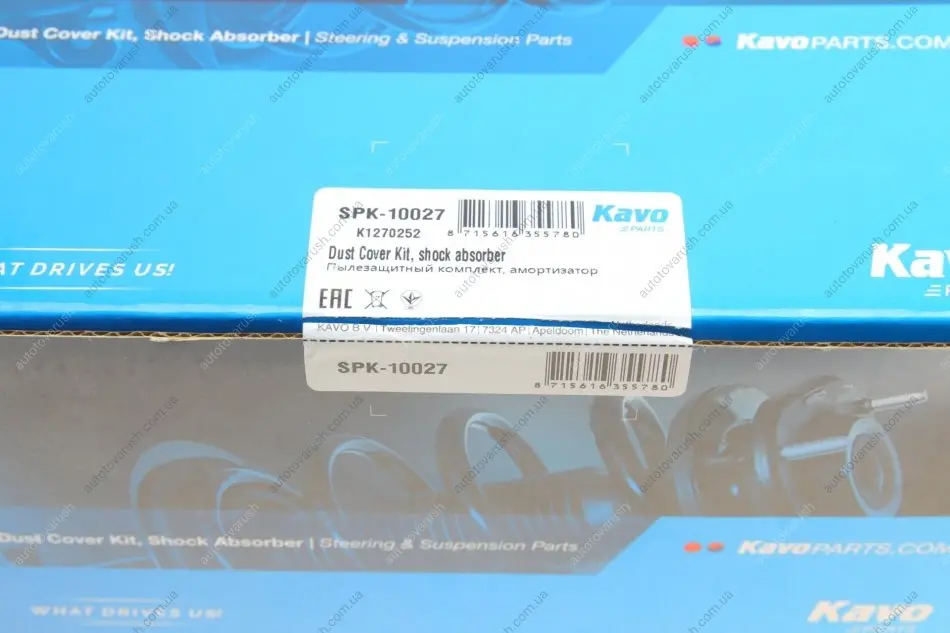 Dust Cover Kit, Shock Absorber | Steering & Suspension Parts
KavoPARTS.COM
SPK-10027
K1270252
8 715616 355780
Kavo
PARTS
Dust Cover Kit, shock absorber
Пылезащитный комплект, амортизатор
EAC
KAVO B.V. | Tweelingenlaan 17 | 7324 AP | Apeldoorn | The Netherlands
AT DRIVES US!
Ka
SPK-10027
8 715616 355780
Dust Cover Kit, Shock Absorber | Steering & Suspension Parts
KavoPARTS.COM
WHAT DRIVES US!
Kavo
PARTS
autotovarush.com.ua